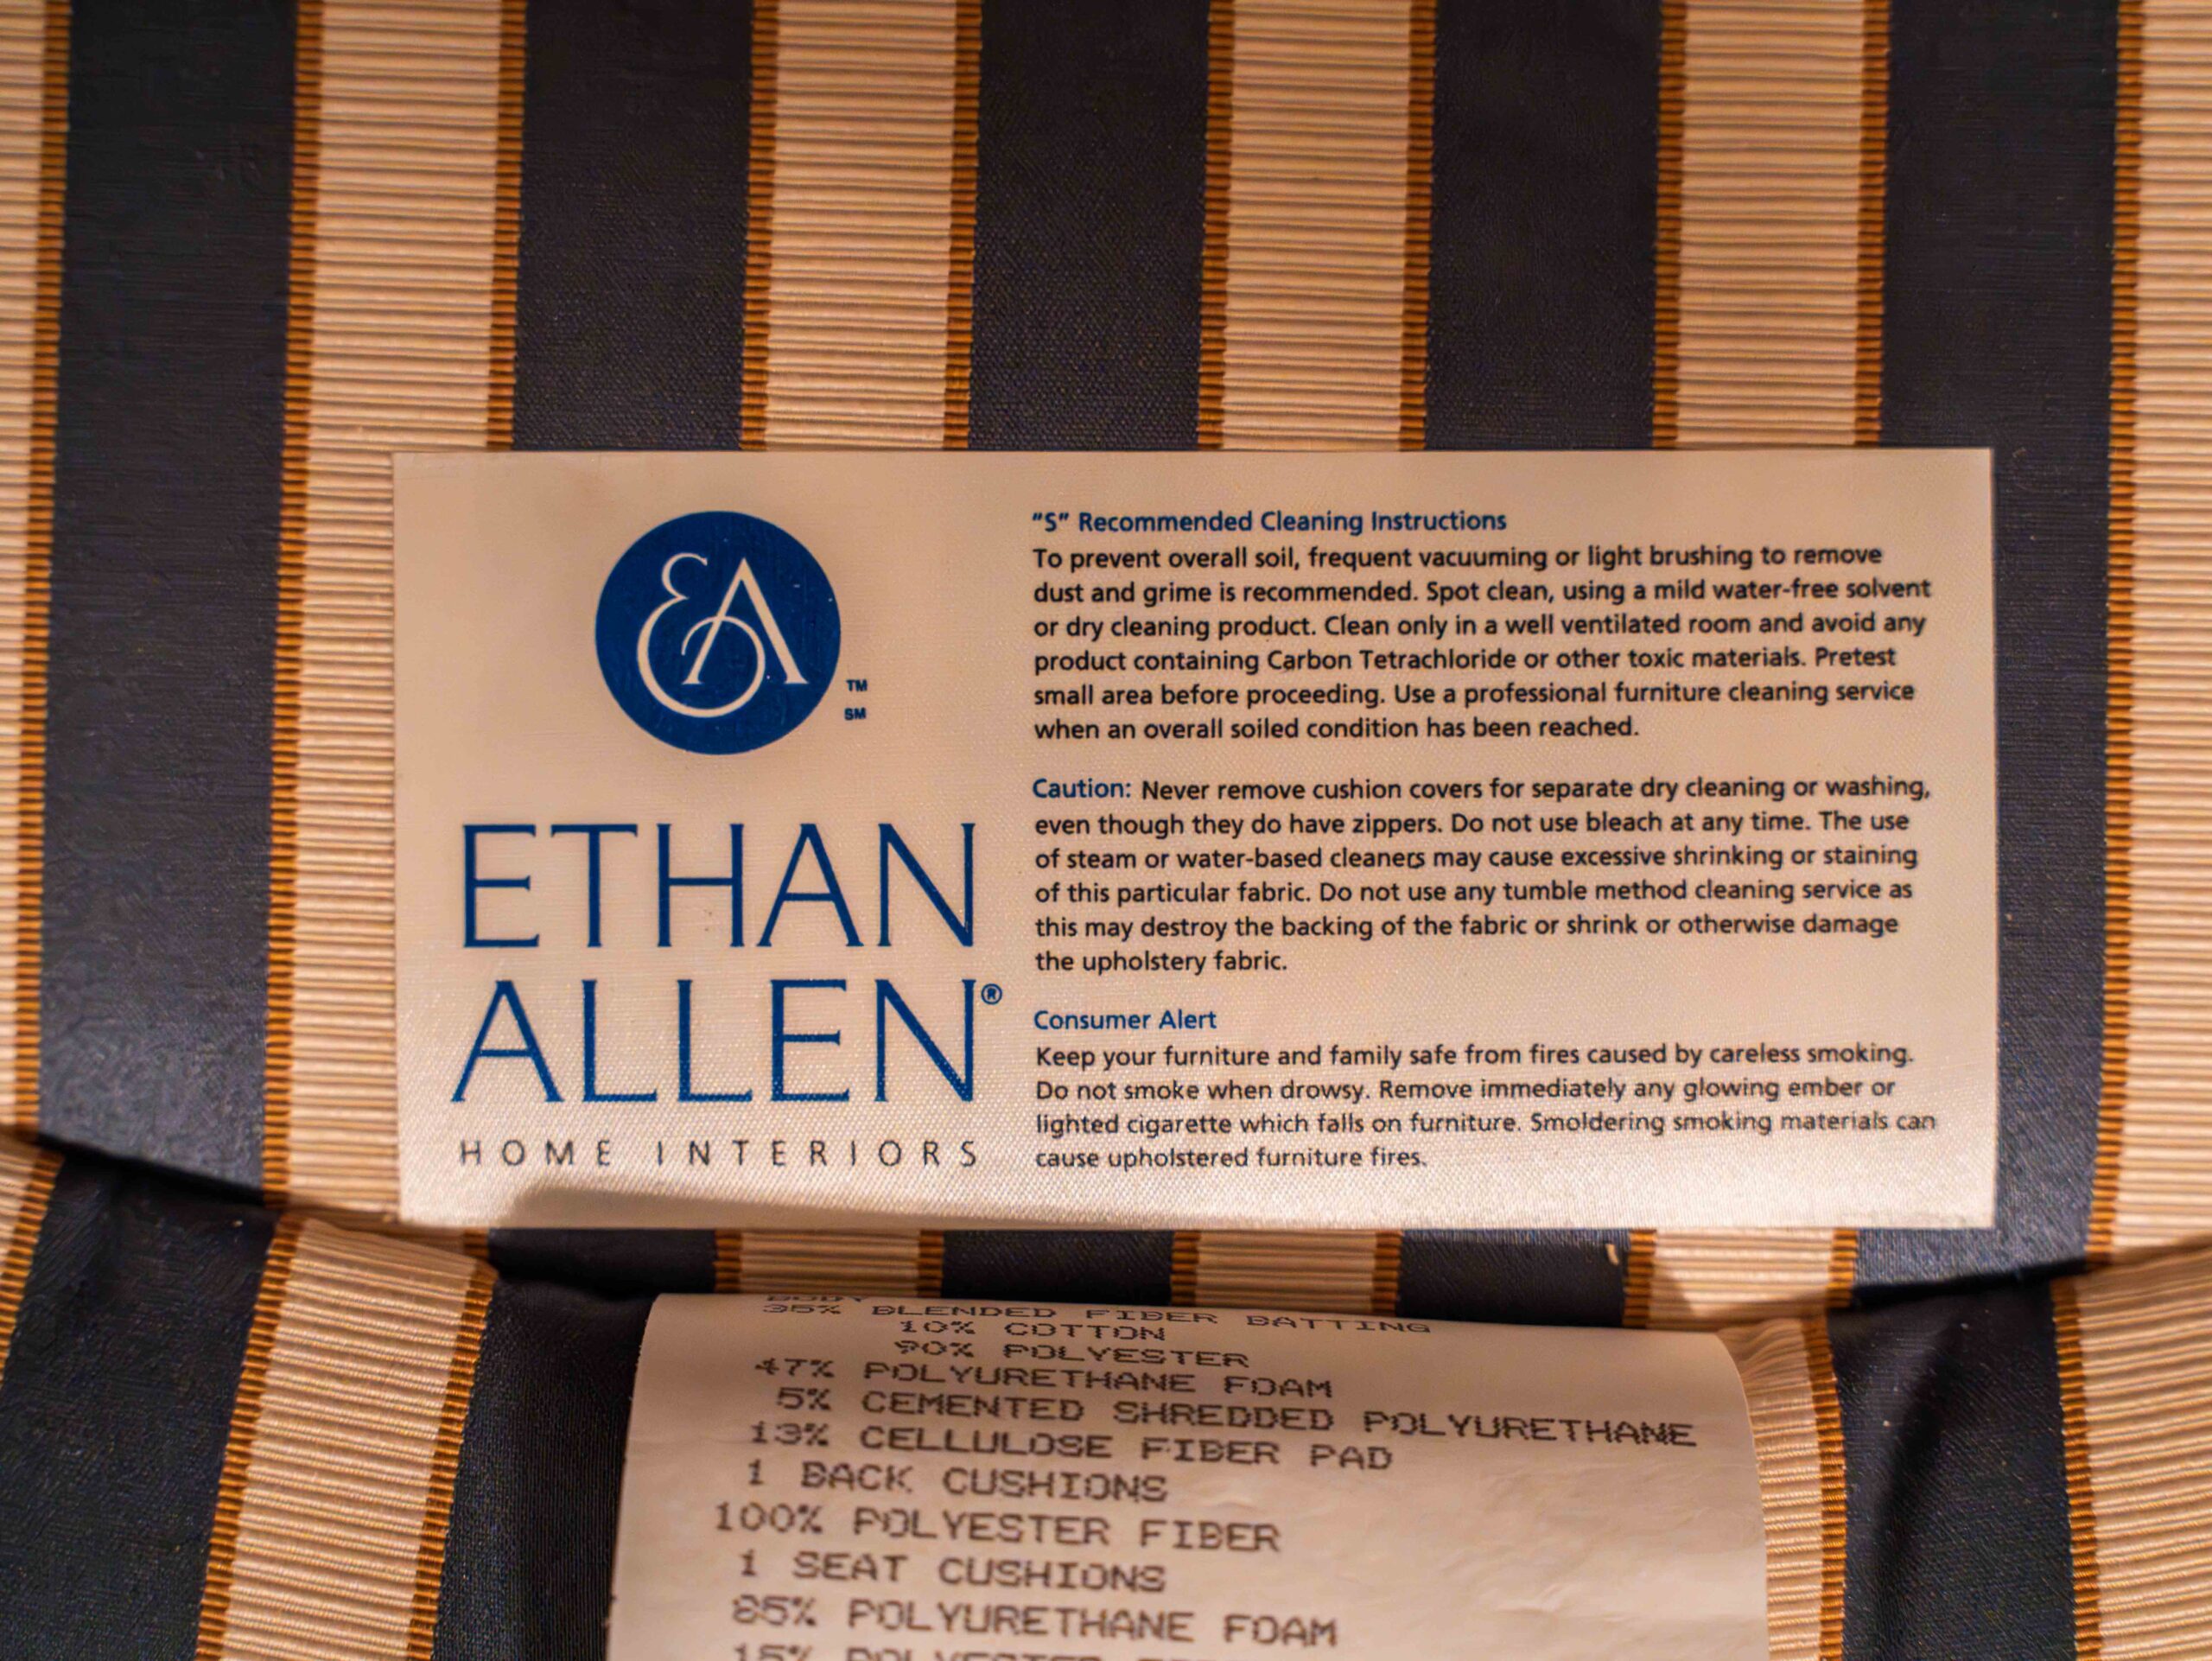 EA
TM
SM
ETHAN
ALLEN®
HOME INTERIORS
"S" Recommended Cleaning Instructions
To prevent overall soil, frequent vacuuming or light brushing to remove
dust and grime is recommended. Spot clean, using a mild water-free solvent
or dry cleaning product. Clean only in a well ventilated room and avoid any
product containing Carbon Tetrachloride or other toxic materials. Pretest
small area before proceeding. Use a professional furniture cleaning service
when an overall soiled condition has been reached.
Caution: Never remove cushion covers for separate dry cleaning or washing,
even though they do have zippers. Do not use bleach at any time. The use
of steam or water-based cleaners may cause excessive shrinking or staining
of this particular fabric. Do not use any tumble method cleaning service as
this may destroy the backing of the fabric or shrink or otherwise damage
the upholstery fabric.
Consumer Alert
Keep your furniture and family safe from fires caused by careless smoking.
Do not smoke when drowsy. Remove immediately any glowing ember or
lighted cigarette which falls on furniture. Smoldering smoking materials can
cause upholstered furniture fires.
BODY
35% BLENDED FIBER BATTING
10% COTTON
90% POLYESTER
47% POLYURETHANE FOAM
5% CEMENTED SHREDDED POLYURETHANE
13% CELLULOSE FIBER PAD
1 BACK CUSHIONS
100% POLYESTER FIBER
1 SEAT CUSHIONS
85% POLYURETHANE FOAM
15% POLYESTER